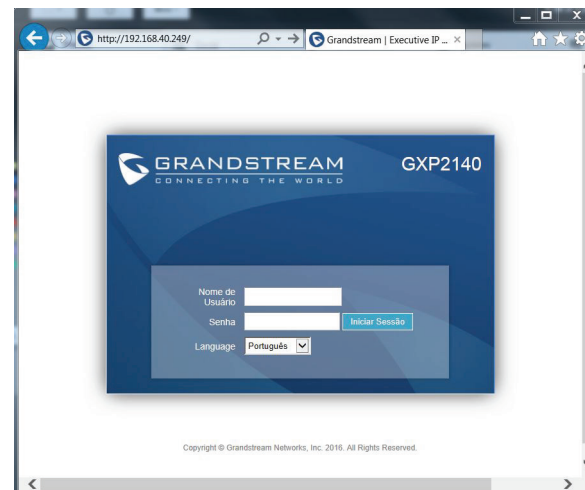 http://192.168.40.249/
Grandstream | Executive IP ...
GRANDSTREAM
CONNECTING THE WORLD
GXP2140
Nome de
Usuário
Senha
Iniciar Sessão
Language
Português
Copyright © Grandstream Networks, Inc. 2016. All Rights Reserved.